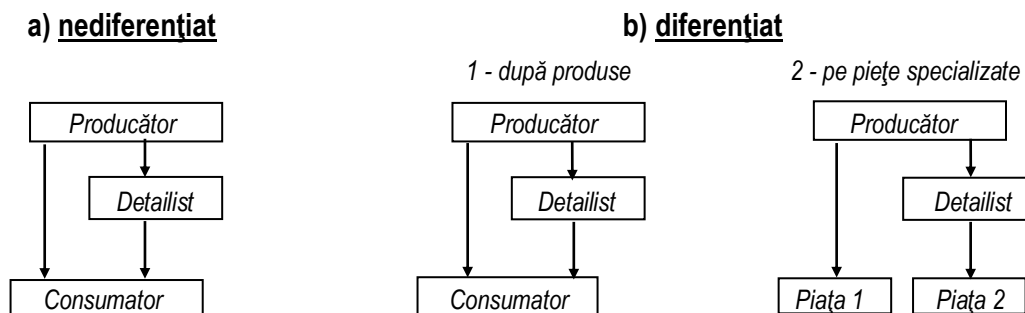 a) nediferenţiat
b) diferenţiat
1 - după produse
2 - pe pieţe specializate
Producător
Detailist
Consumator
Producător
Detailist
Consumator
Producător
Detailist
Piaţa 1
Piaţa 2